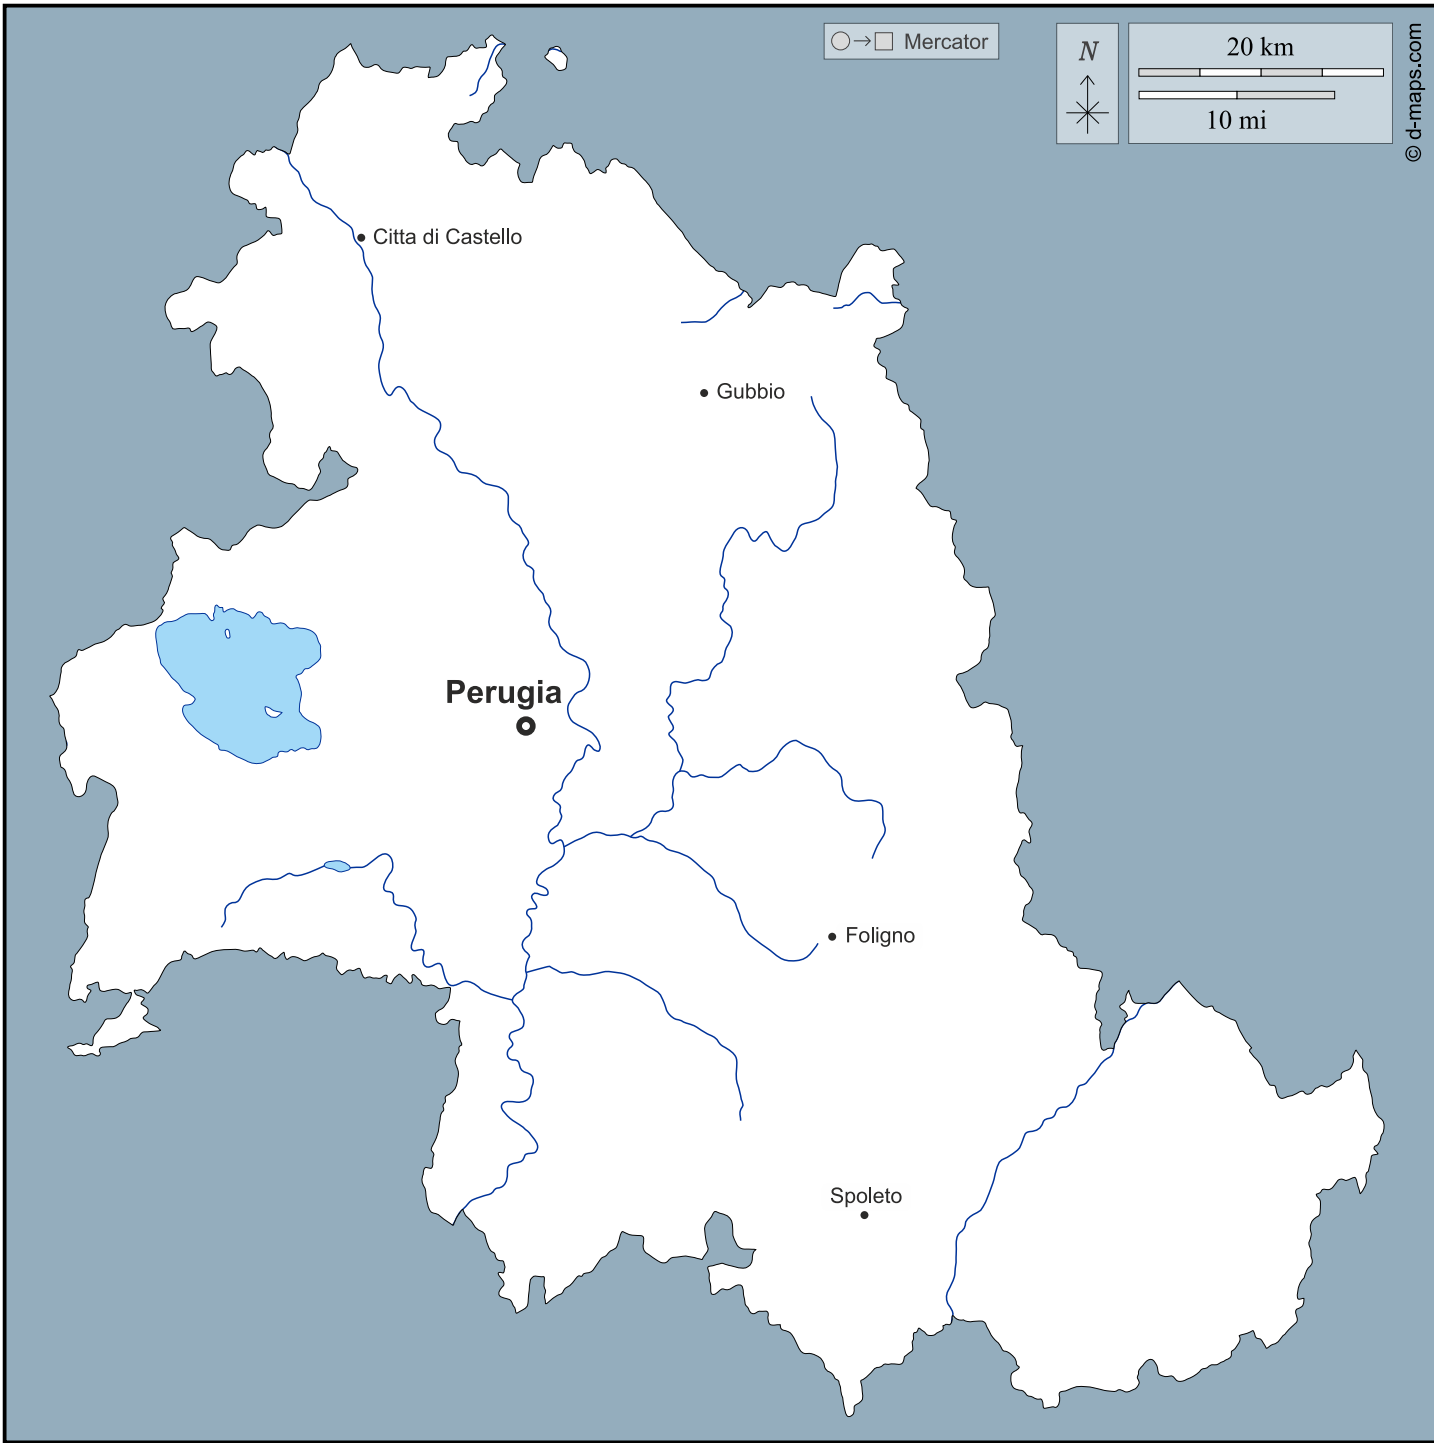 Mercator
N
20 km
10 mi
© d-maps.com
Citta di Castello
Gubbio
Perugia
Foligno
Spoleto